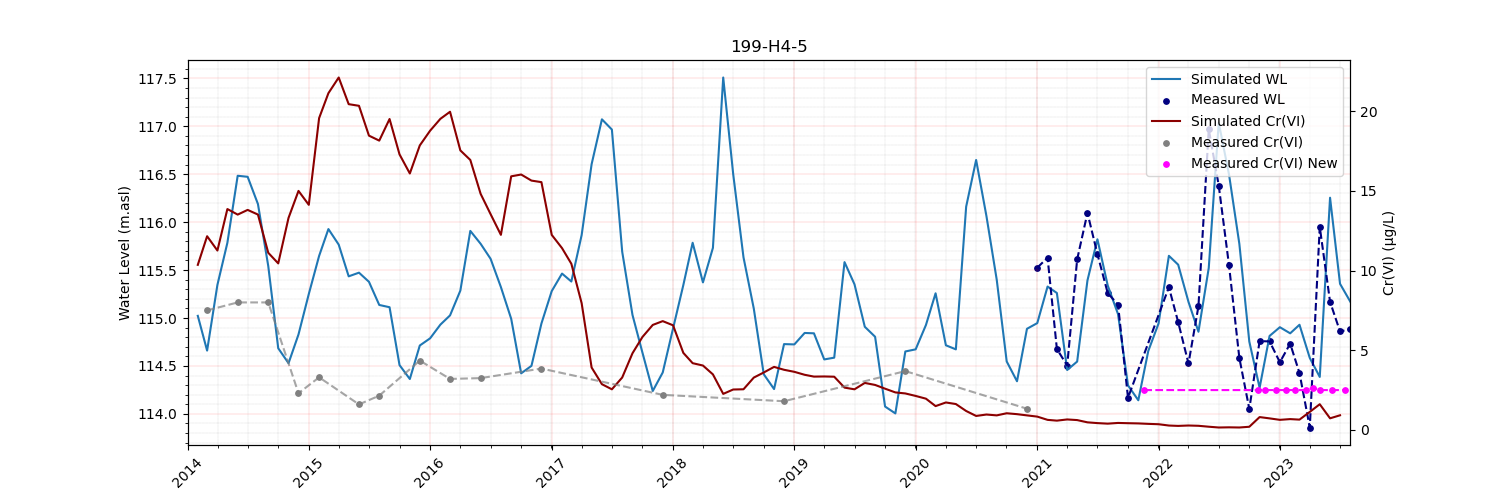 199-H4-5
117.5
117.0
116.5
116.0
115.5
115.0
114.5
114.0
Water Level (m.asl)
Simulated WL
Measured WL
Simulated Cr(VI)
Measured Cr(VI)
Measured Cr(VI) New
20
15
10
5
0
Cr(VI) (μg/L)
2014
2015
2016
2017
2018
2019
2020
2021
2022
2023